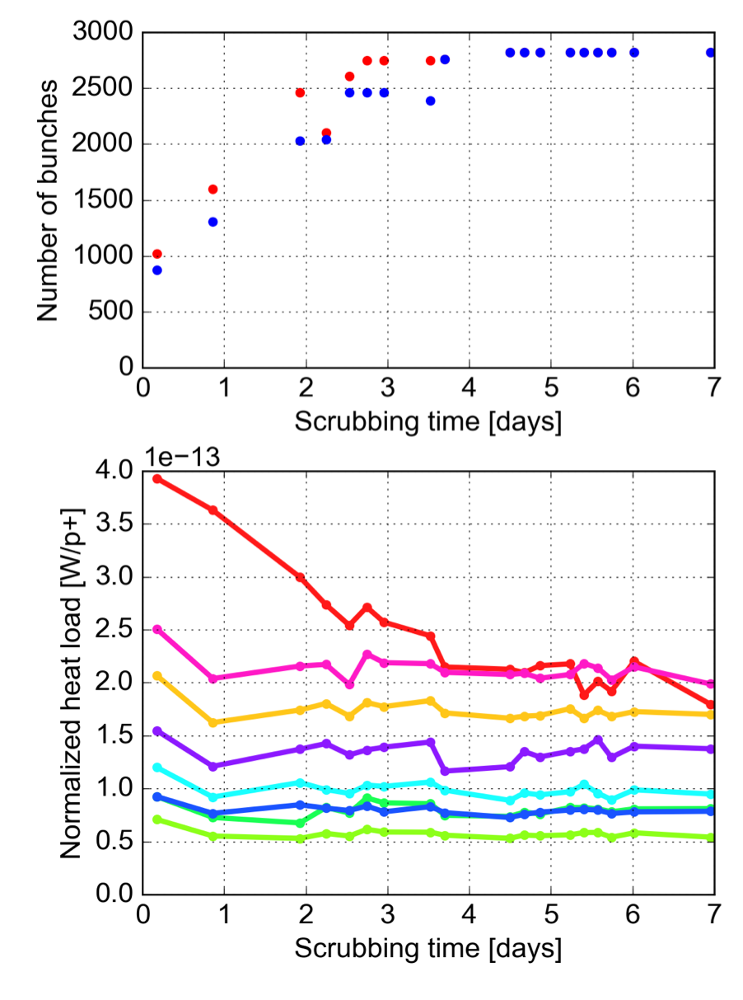 3000
2500
2000
1500
1000
500
0
Number of bunches
0 1 2 3 4 5 6 7
Scrubbing time [days]
1e−13
4.0
3.5
3.0
2.5
2.0
1.5
1.0
0.5
0.0
Normalized heat load [W/p+]
0 1 2 3 4 5 6 7
Scrubbing time [days]